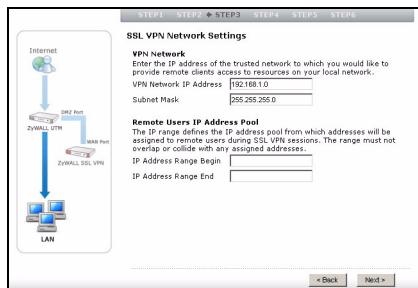 STEP1 STEP2 STEP3 STEP4 STEP5 STEP6
Internet
DMZ Port
ZyWALL UTM
WAN Port
ZyWALL SSL VPN
LAN
SSL VPN Network Settings
VPN Network
Enter the IP address of the trusted network to which you would like to
provide remote clients access to resources on your local network.
VPN Network IP Address 192.168.1.0
Subnet Mask 255.255.255.0
Remote Users IP Address Pool
The IP range defines the IP address pool from which addresses will be
assigned to remote users during SSL VPN sessions. The range must not
overlap or collide with any assigned addresses.
IP Address Range Begin
IP Address Range End
< Back Next >